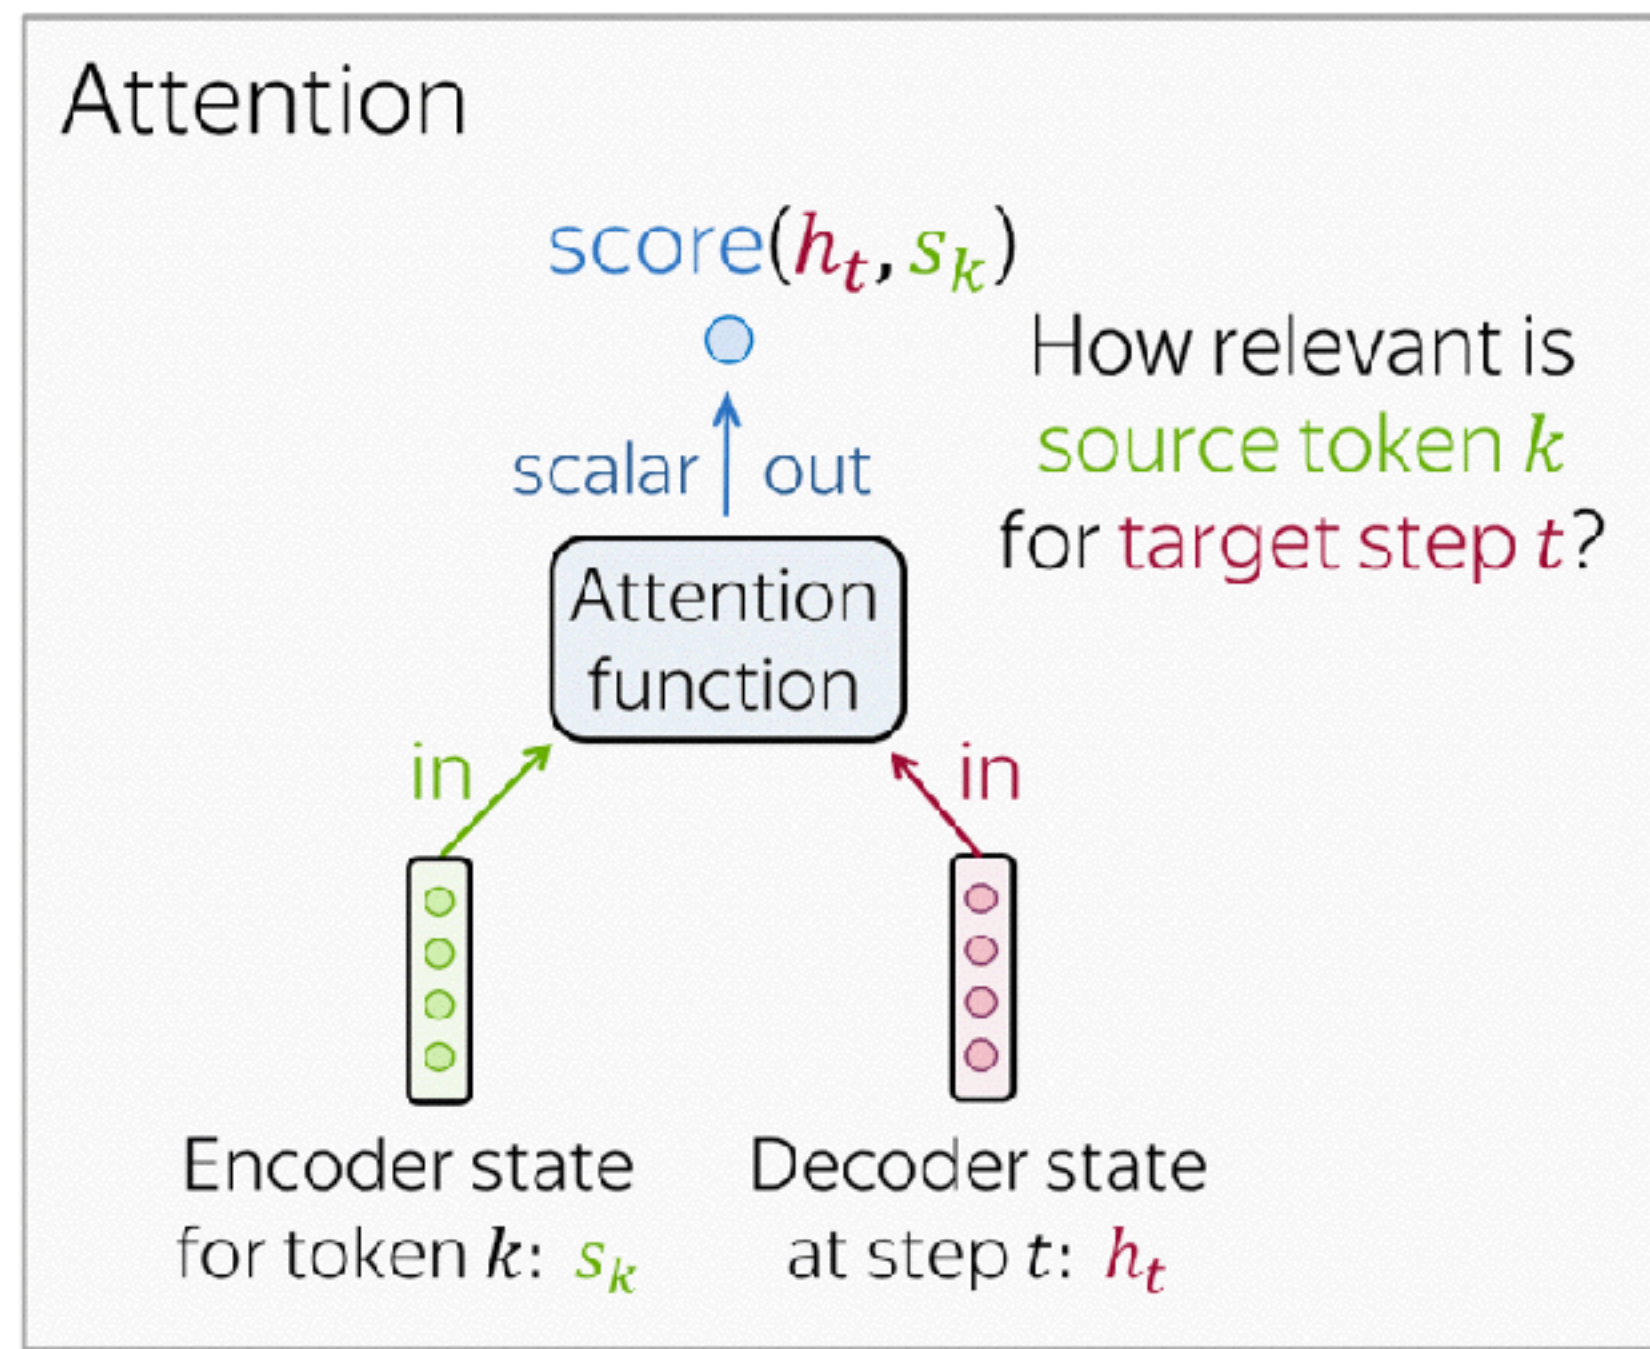 Attention
score(h_t, s_k)
How relevant is
source token k
for target step t?
scalar out
Attention
function
in in
Encoder state
for token k: s_k
Decoder state
at step t: h_t